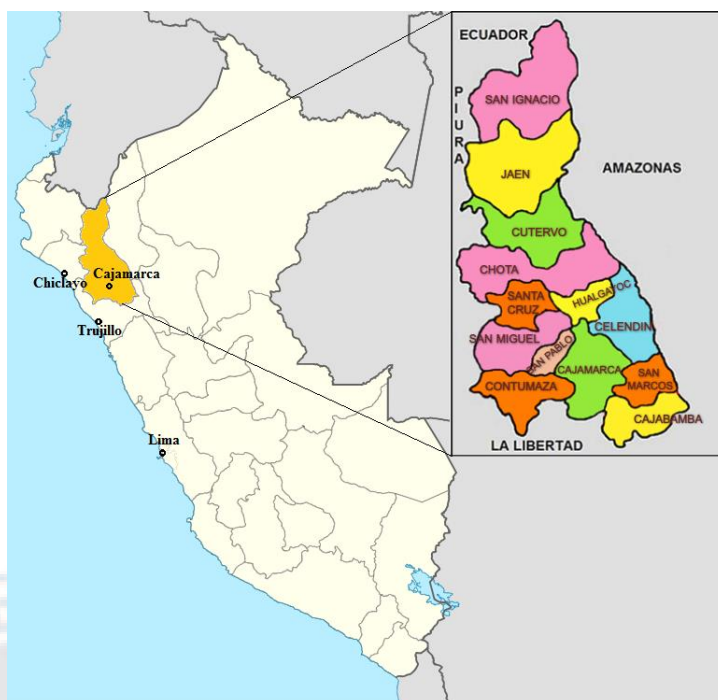 Chiclayo
Cajamarca
Trujillo
Lima
ECUADOR
PIURA
AMAZONAS
SAN IGNACIO
JAEN
CUTERVO
CHOTA
SANTA
CRUZ
HUALGAYOC
CELENDIN
SAN MIGUEL
SAN PABLO
CAJAMARCA
SAN
MARCOS
CONTUMAZA
CAJABAMBA
LA LIBERTAD